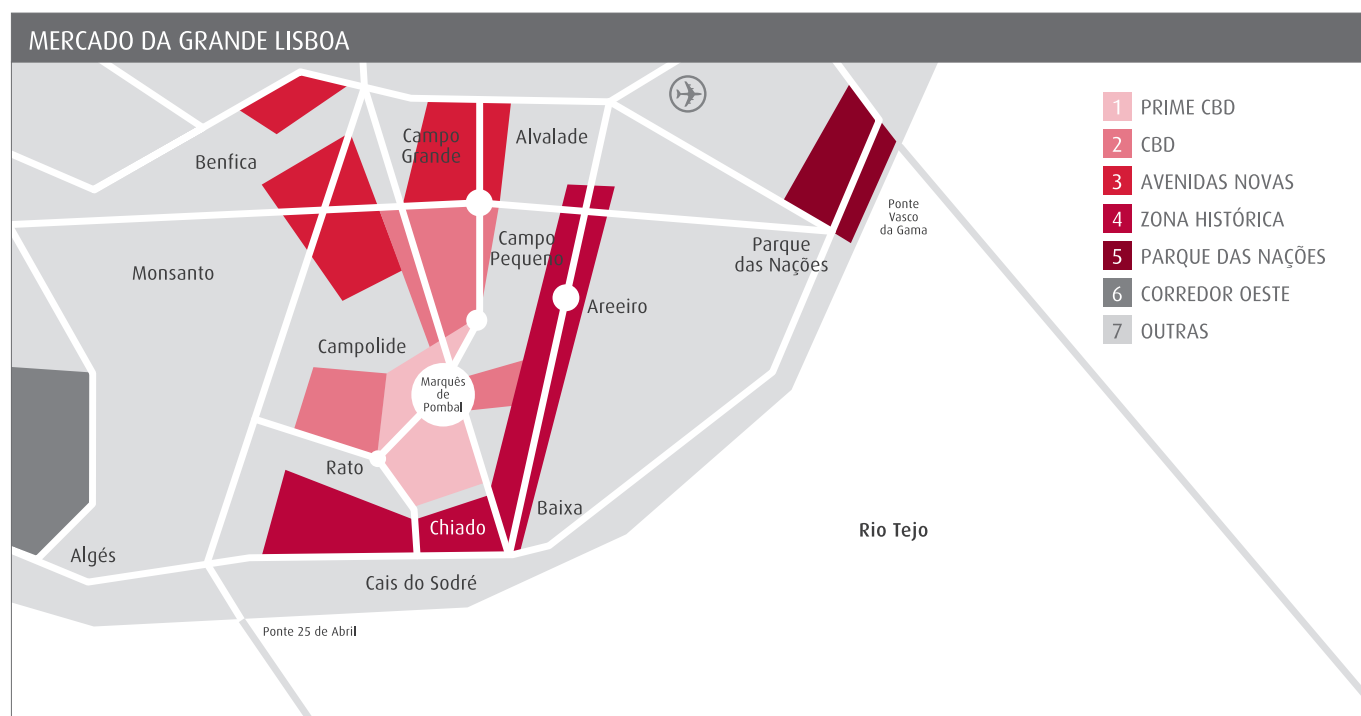 MERCADO DA GRANDE LISBOA
1 PRIME CBD
2 CBD
3 AVENIDAS NOVAS
4 ZONA HISTÓRICA
5 PARQUE DAS NAÇÕES
6 CORREDOR OESTE
7 OUTRAS
Campo
Grande
Alvalade
Benfica
Ponte
Vasco
da Gama
Campo
Pequeno
Parque
das Nações
Monsanto
Areeiro
Campolide
Marquês
de
Pombal
Rato
Baixa
Chiado
Rio Tejo
Algés
Cais do Sodré
Ponte 25 de Abril